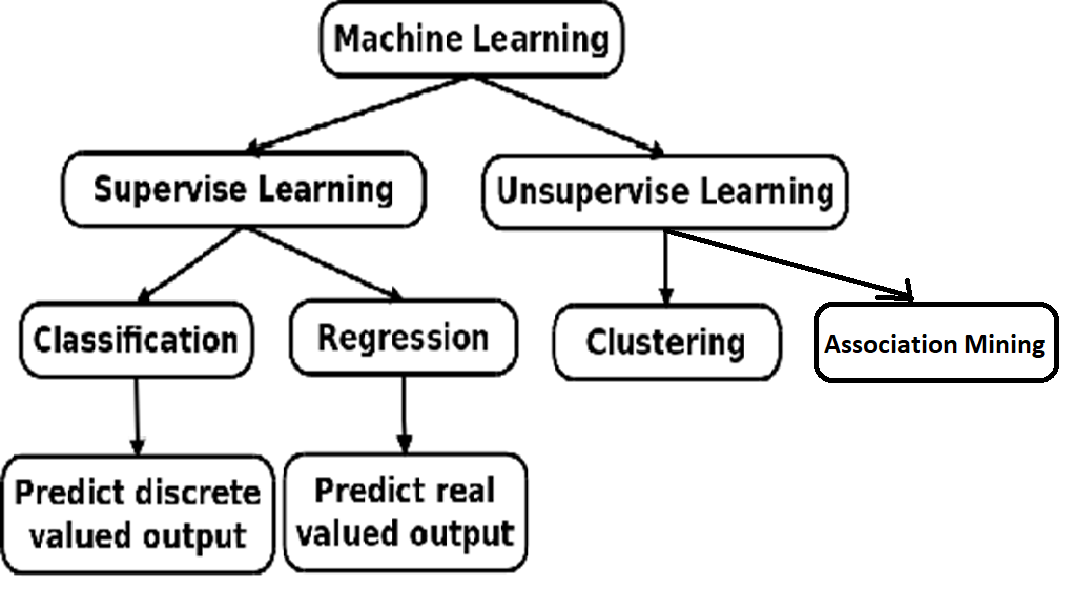 Machine Learning
Supervise Learning
Unsupervise Learning
Classification
Regression
Clustering
Association Mining
Predict discrete
valued output
Predict real
valued output